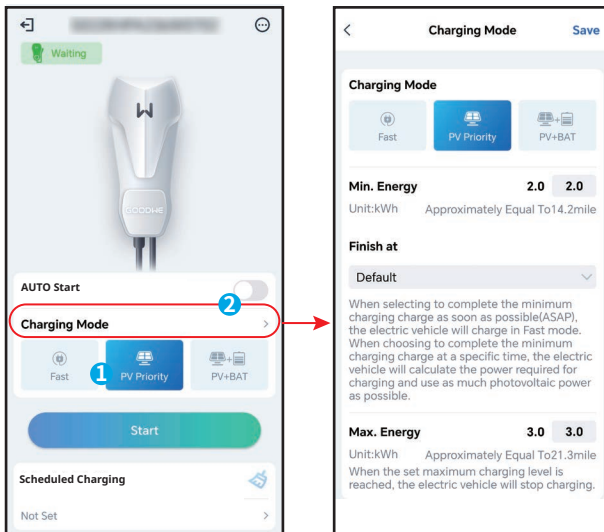 Waiting
GOODWE
AUTO Start
2
Charging Mode
Fast
1
PV Priority
PV+BAT
Start
Scheduled Charging
Not Set
Charging Mode
Save
Charging Mode
Fast
PV Priority
PV+BAT
Min. Energy 2.0 2.0
Unit:kWh Approximately Equal To14.2mile
Finish at
Default
When selecting to complete the minimum
charging charge as soon as possible(ASAP),
the electric vehicle will charge in Fast mode.
When choosing to complete the minimum
charging charge at a specific time, the electric
vehicle will calculate the power required for
charging and use as much photovoltaic power
as possible.
Max. Energy 3.0 3.0
Unit:kWh Approximately Equal To21.3mile
When the set maximum charging level is
reached, the electric vehicle will stop charging.